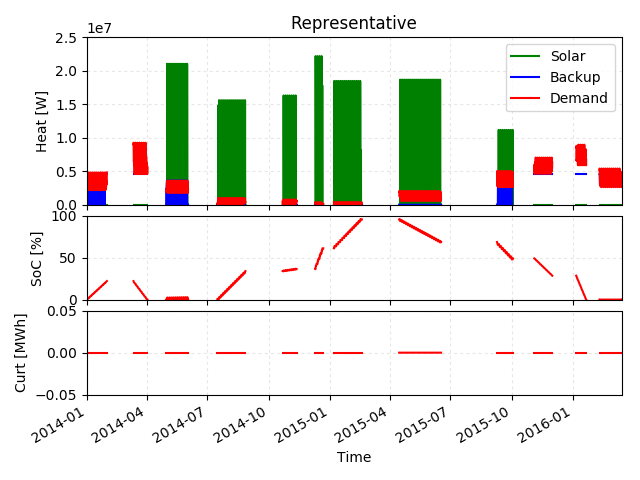 Representative
1e7
2.5
2.0
1.5
1.0
0.5
0.0
Heat [W]
Solar
Backup
Demand
100
50
0
SoC [%]
0.05
0.00
−0.05
Curt [MWh]
2014-01
2014-04
2014-07
2014-10
2015-01
2015-04
2015-07
2015-10
2016-01
Time